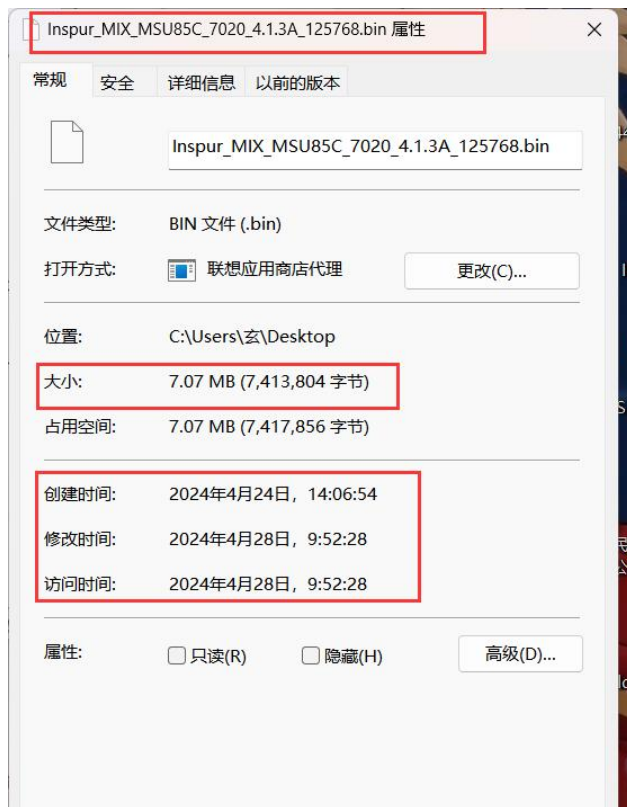 Inspur_MIX_MSU85C_7020_4.1.3A_125768.bin 属性
常规 安全 详细信息 以前的版本
Inspur_MIX_MSU85C_7020_4.1.3A_125768.bin
文件类型: BIN 文件 (.bin)
打开方式: 联想应用商店代理 更改(C)...
位置: C:\Users\玄\Desktop
大小: 7.07 MB (7,413,804 字节)
占用空间: 7.07 MB (7,417,856 字节)
创建时间: 2024年4月24日，14:06:54
修改时间: 2024年4月28日，9:52:28
访问时间: 2024年4月28日，9:52:28
属性: 只读(R) 隐藏(H) 高级(D)...